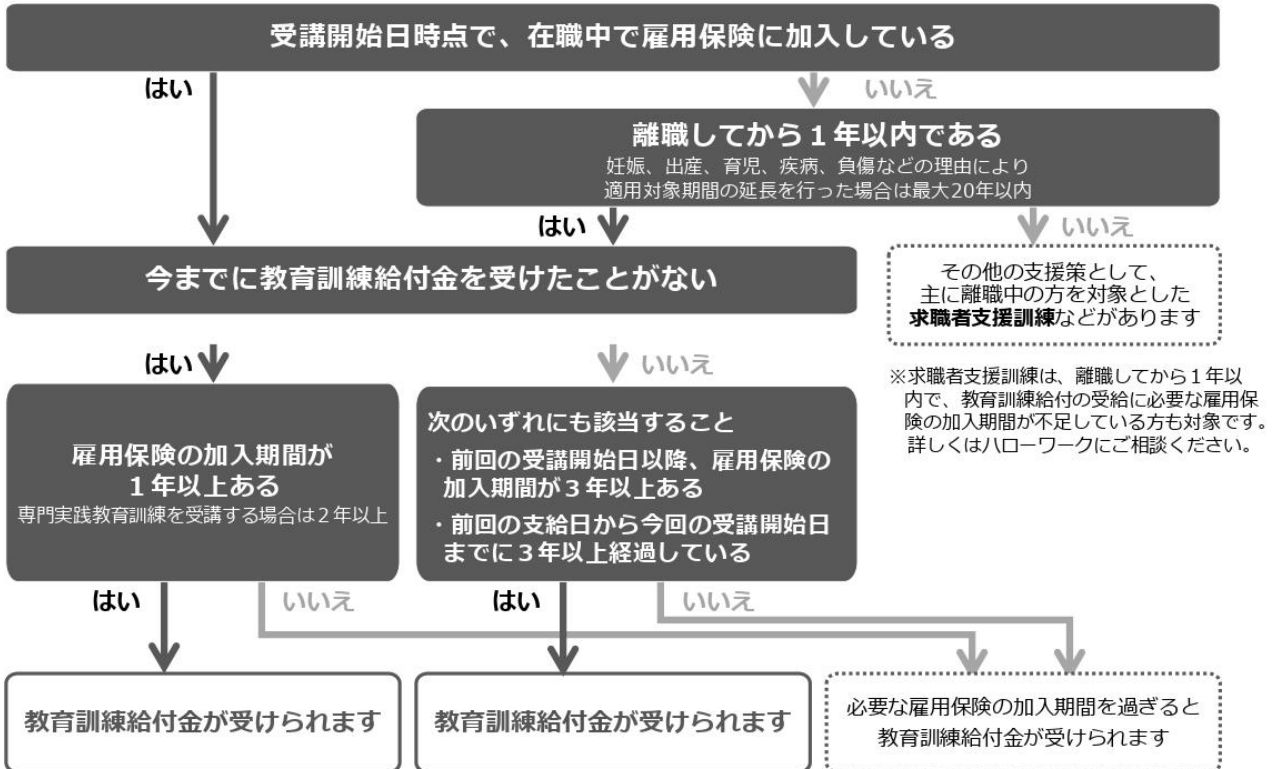 受講開始日時点で、在職中で雇用保険に加入している
はい
いいえ
離職してから１年以内である
妊娠、出産、育児、疾病、負傷などの理由により
適用対象期間の延長を行った場合は最大20年以内
はい
いいえ
今までに教育訓練給付金を受けたことがない
その他の支援策として、
主に離職中の方を対象とした
求職者支援訓練などがあります
※求職者支援訓練は、離職してから１年以
内で、教育訓練給付の受給に必要な雇用保
険の加入期間が不足している方も対象です。
詳しくはハローワークにご相談ください。
はい
いいえ
雇用保険の加入期間が
１年以上ある
専門実践教育訓練を受講する場合は２年以上
次のいずれにも該当すること
・前回の受講開始日以降、雇用保険の
加入期間が３年以上ある
・前回の支給日から今回の受講開始日
までに３年以上経過している
はい
いいえ
はい
いいえ
教育訓練給付金が受けられます
教育訓練給付金が受けられます
必要な雇用保険の加入期間を過ぎると
教育訓練給付金が受けられます